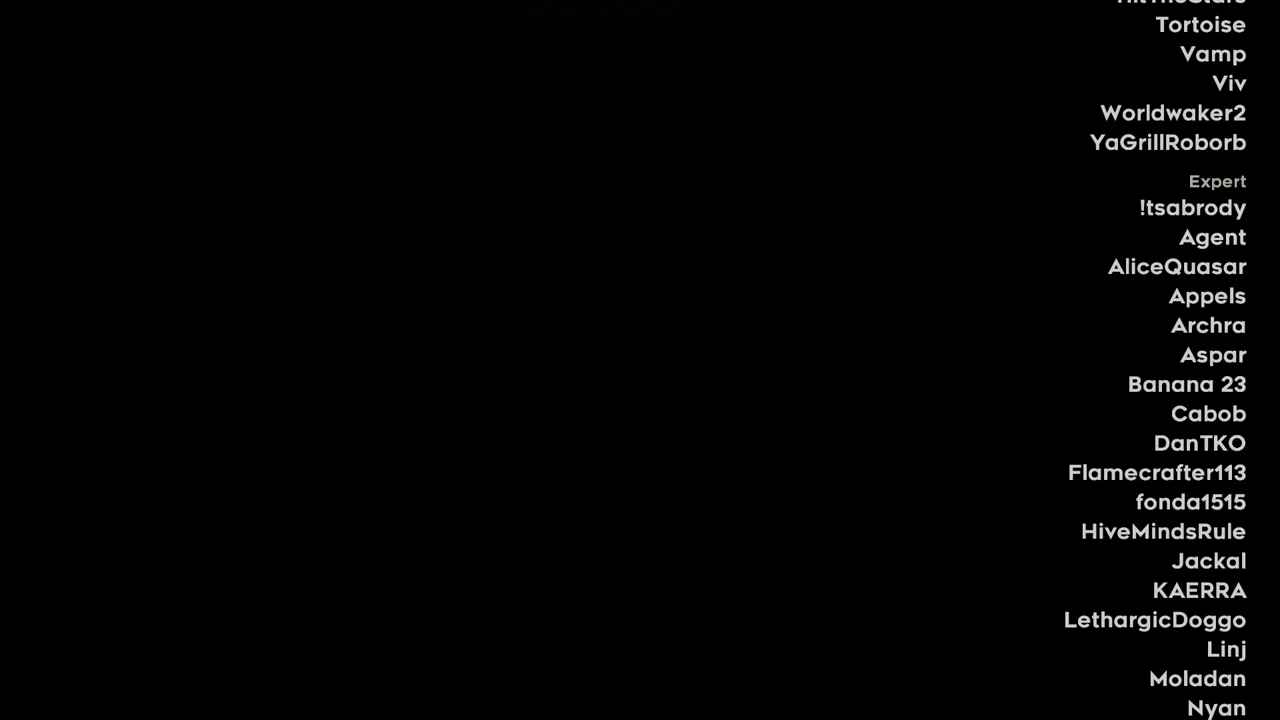 Tortoise
Vamp
Viv
Worldwaker2
YaGrillRoborb
Expert
!tsabrody
Agent
AliceQuasar
Appels
Archra
Aspar
Banana 23
Cabob
DanTKO
Flamecrafter113
fonda1515
HiveMindsRule
Jackal
KAERRA
LethargicDoggo
Linj
Moladan
Nyan